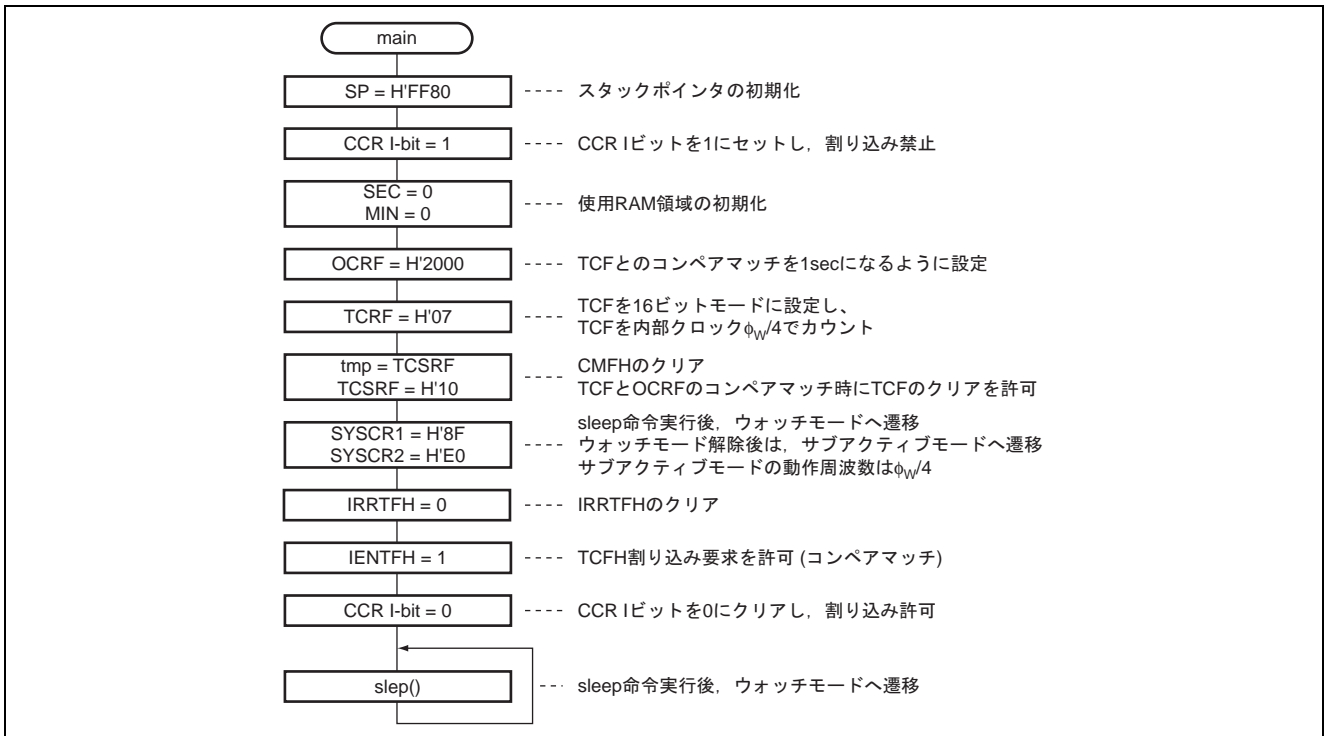 main
SP = H'FF80
スタックポインタの初期化
CCR I-bit = 1
CCR Iビットを1にセットし，割り込み禁止
SEC = 0
MIN = 0
使用RAM領域の初期化
OCRF = H'2000
TCFとのコンペアマッチを1secになるように設定
TCRF = H'07
TCFを16ビットモードに設定し、
TCFを内部クロックφW/4でカウント
tmp = TCSRF
TCSRF = H'10
CMFHのクリア
TCFとOCRFのコンペアマッチ時にTCFのクリアを許可
SYSCR1 = H'8F
SYSCR2 = H'E0
sleep命令実行後，ウォッチモードへ遷移
ウォッチモード解除後は，サブアクティブモードへ遷移
サブアクティブモードの動作周波数はφW/4
IRRTFH = 0
IRRTFHのクリア
IENTFH = 1
TCFH割り込み要求を許可 (コンペアマッチ)
CCR I-bit = 0
CCR Iビットを0にクリアし，割り込み許可
slep()
sleep命令実行後，ウォッチモードへ遷移